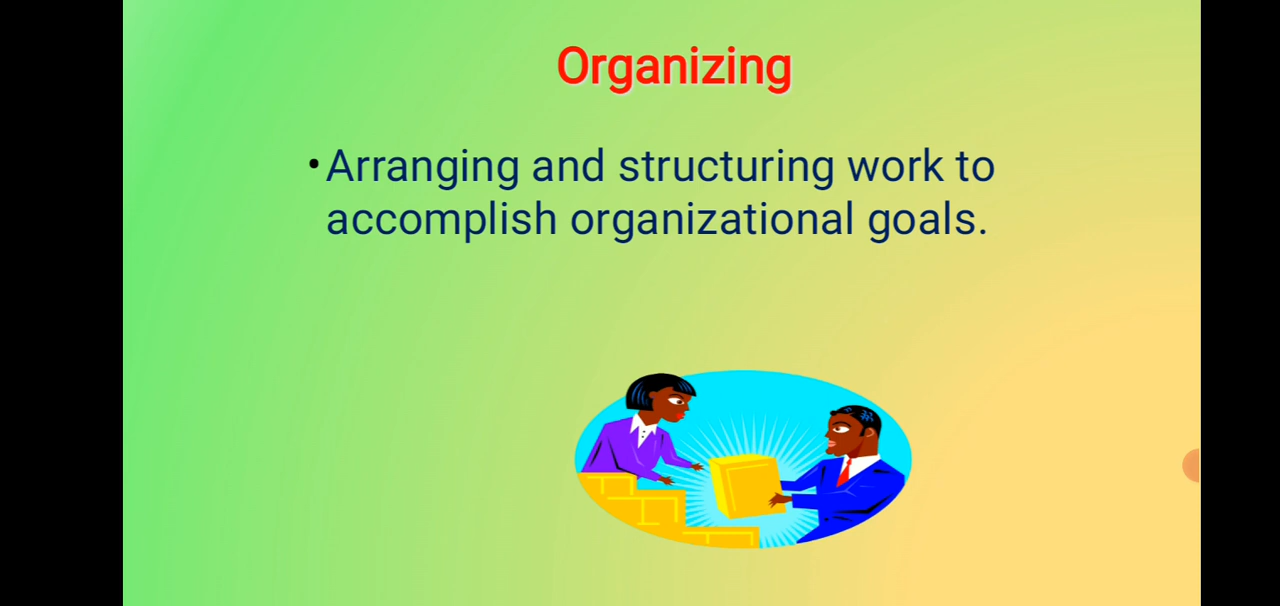 Organizing
•Arranging and structuring work to
accomplish organizational goals.